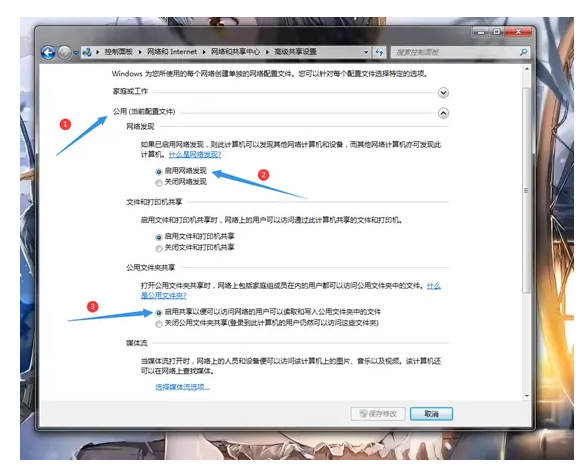 控制面板 ▸ 网络和 Internet ▸ 网络和共享中心 ▸ 高级共享设置
搜索控制面板
Windows 为您所使用的每个网络创建单独的网络配置文件。您可以针对每个配置文件选择特定的选项。
家庭或工作
1
公用 (当前配置文件)
网络发现
如果已启用网络发现，则此计算机可以发现其他网络计算机和设备，而其他网络计算机亦可发现此
计算机。什么是网络发现?
启用网络发现
2
关闭网络发现
文件和打印机共享
启用文件和打印机共享时，网络上的用户可以访问通过此计算机共享的文件和打印机。
启用文件和打印机共享
关闭文件和打印机共享
公用文件夹共享
打开公用文件夹共享时，网络上包括家庭组成员在内的用户都可以访问公用文件夹中的文件。什么
是公用文件夹?
3
启用共享以便可以访问网络的用户可以读取和写入公用文件夹中的文件
关闭公用文件夹共享(登录到此计算机的用户仍然可以访问这些文件夹)
媒体流
当媒体流打开时，网络上的人员和设备便可以访问该计算机上的图片、音乐以及视频。该计算机还
可以在网络上查找媒体。
选择媒体流选项...
保存修改
取消